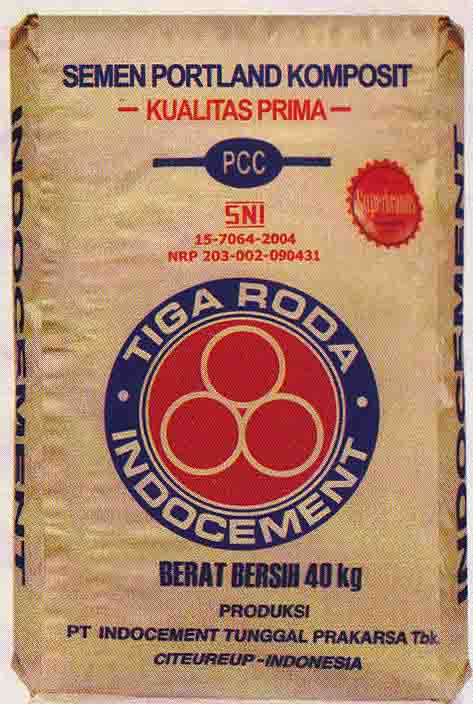 SEMEN PORTLAND KOMPOSIT
– KUALITAS PRIMA –
PCC
SNI
15-7064-2004
NRP 203-002-090431
TIGA RODA
INDOCEMENT
BERAT BERSIH 40 kg
PRODUKSI
PT INDOCEMENT TUNGGAL PRAKARSA Tbk.
CITEUREUP-INDONESIA
INDOCEMENT
INDOCEMENT